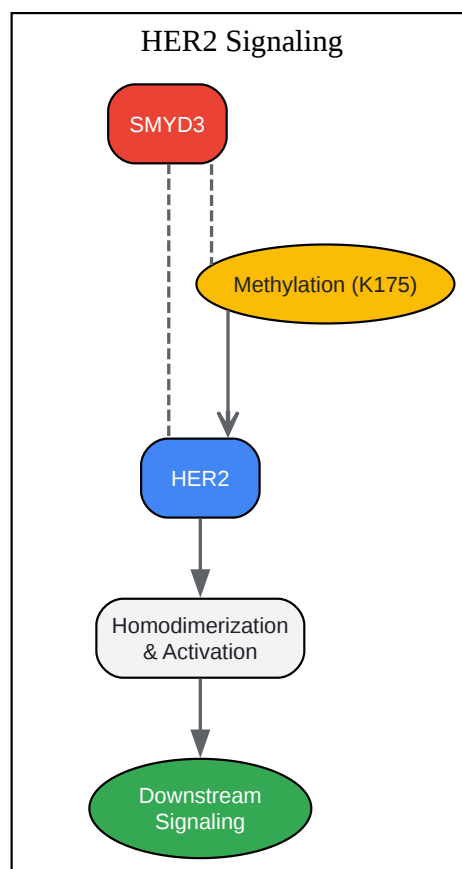 HER2 Signaling
SMYD3
Methylation (K175)
HER2
Homodimerization
& Activation
Downstream
Signaling